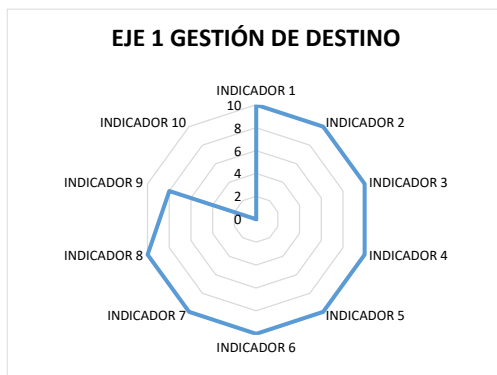 EJE 1 GESTIÓN DE DESTINO
INDICADOR 1
INDICADOR 2
INDICADOR 3
INDICADOR 4
INDICADOR 5
INDICADOR 6
INDICADOR 7
INDICADOR 8
INDICADOR 9
INDICADOR 10
10
8
6
4
2
0